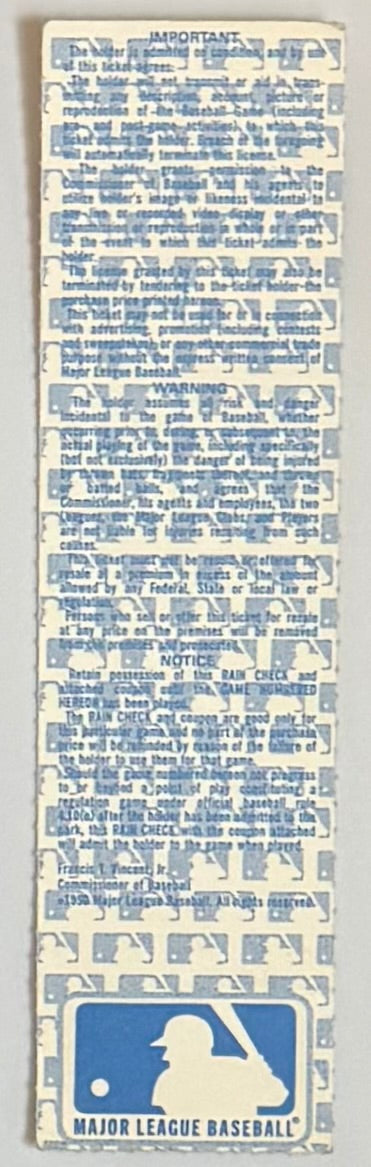 IMPORTANT
The holder is admitted on condition, and by use
of this ticket agrees:
The holder will not transmit or aid in trans-
mitting any description, account, picture or
reproduction of the Baseball Game (including
pre- and post-game activities) to which this
ticket admits the holder. Breach of the foregoing
will automatically terminate this license.
The holder grants permission to the
Commissioner of Baseball and his agents to
utilize holder's image or likeness incidental to
any live or recorded video display or other
transmission or reproduction in whole or in part
of the event to which this ticket admits the
holder.
The license granted by this ticket may also be
terminated by tendering to the ticket holder the
purchase price printed hereon.
This ticket may not be used for or in connection
with advertising, promotion (including contests
and sweepstakes) or any other commercial trade
purpose without the express written consent of
Major League Baseball.
WARNING
The holder assumes all risk and danger
incidental to the game of Baseball, whether
occurring prior to, during, or subsequent to, the
actual playing of the game, including specifically
(but not exclusively) the danger of being injured
by thrown bats,
batted balls, and agrees that the
Commissioner, his agents and employees, the two
Leagues, the Major League Clubs, and Players
are not liable for injuries resulting from such
causes.
This ticket may not be resold or offered for
resale at a premium in excess of the amount
allowed by any Federal, State or local law or
regulation.
Persons who sell or offer this ticket for resale
at any price on the premises will be removed
from the premises and prosecuted.
NOTICE
Retain possession of this RAIN CHECK and
attached coupon until the GAME NUMBERED
HEREON has been played.
The RAIN CHECK and coupon are good only for
this particular game and no part of the purchase
price will be refunded by reason of the failure of
the holder to use them for that game.
Should the game numbered hereon not progress
to or beyond a point of play constituting a
regulation game under official baseball rule
4.10(c) after the holder has been admitted to the
park, this RAIN CHECK with the coupon attached
will admit the holder to the game when played.
Francis T. Vincent, Jr.
Commissioner of Baseball
©1990 Major League Baseball. All rights reserved.
MAJOR LEAGUE BASEBALL®